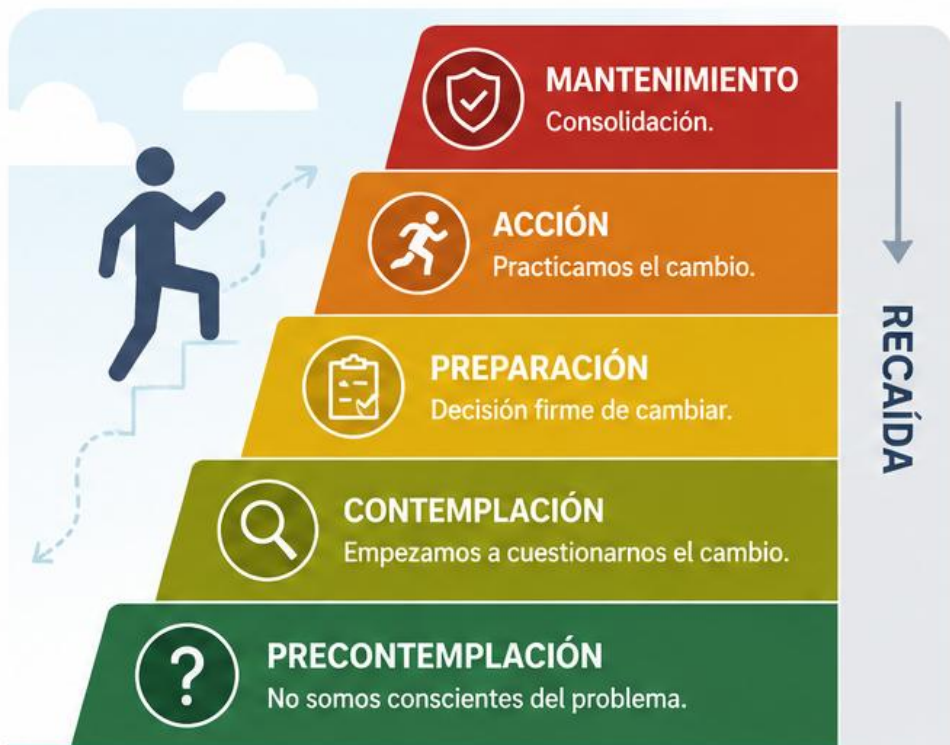 MANTENIMIENTO
Consolidación.
ACCIÓN
Practicamos el cambio.
PREPARACIÓN
Decisión firme de cambiar.
CONTEMPLACIÓN
Empezamos a cuestionarnos el cambio.
PRECONTEMPLACIÓN
No somos conscientes del problema.
RECAÍDA